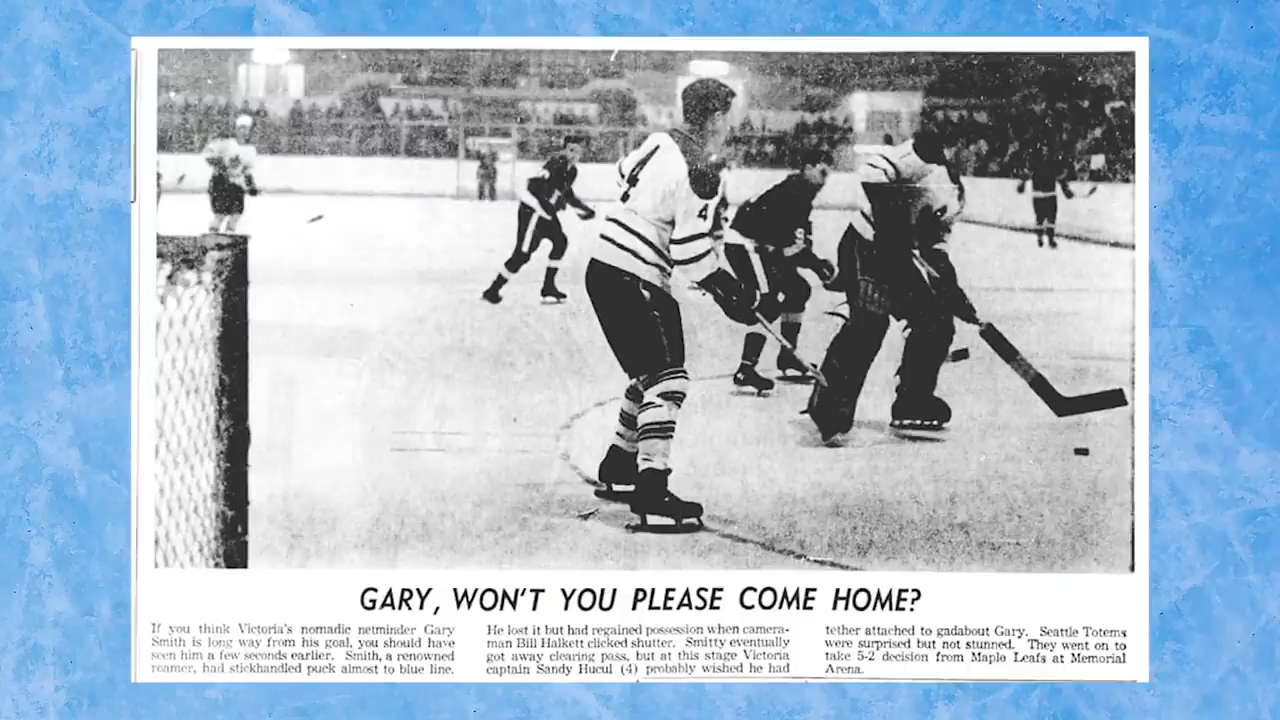 4
4
GARY, WON'T YOU PLEASE COME HOME?
If you think Victoria's nomadic netminder Gary
Smith is long way from his goal, you should have
seen him a few seconds earlier. Smith, a renowned
roamer, had stickhandled puck almost to blue line.
He lost it but had regained possession when camera-
man Bill Halkett clicked shutter. Smitty eventually
got away clearing pass, but at this stage Victoria
captain Sandy Hucul (4) probably wished he had
tether attached to gadabout Gary. Seattle Totems
were surprised but not stunned. They went on to
take 5-2 decision from Maple Leafs at Memorial
Arena.